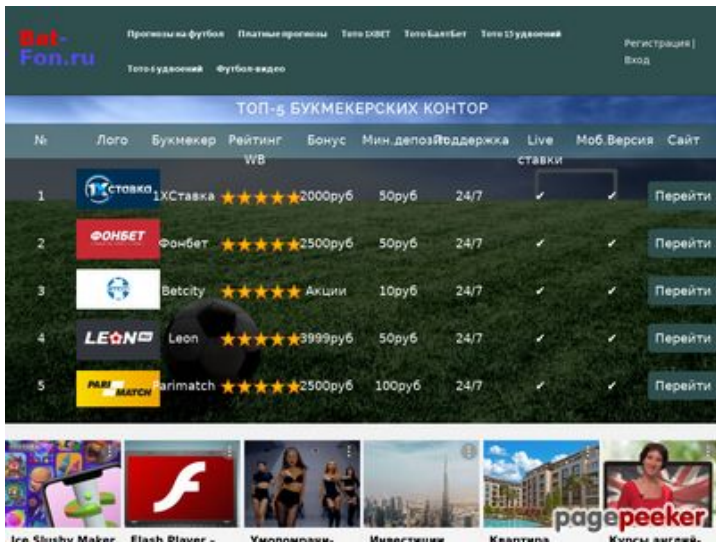 Bet-
Fon.ru
Прогнозы на футбол Платные прогнозы Тото 1XBET Тото БалтБет Тото 15 удвоений
Тото 6 удвоений Футбол видео
Регистрация |
Вход
ТОП-5 БУКМЕКЕРСКИХ КОНТОР
№ Лого Букмекер Рейтинг WB Бонус Мин.депозит Поддержка Live ставки Моб.Версия Сайт
1 1Xставка 1ХСтавка 2000руб 50руб 24/7 ✔ ✔ Перейти
2 ФОНБЕТ Фонбет 2500руб 50руб 24/7 ✔ ✔ Перейти
3 Betcity Акции 10руб 24/7 ✔ ✔ Перейти
4 LEON Leon 3999руб 50руб 24/7 ✔ ✔ Перейти
5 PARI MATCH Parimatch 2500руб 100руб 24/7 ✔ ✔ Перейти
pagepeeker
Ice Slushy Maker Flash Player – Умопомрачи- Инвестиции Квартира Курсы англий-